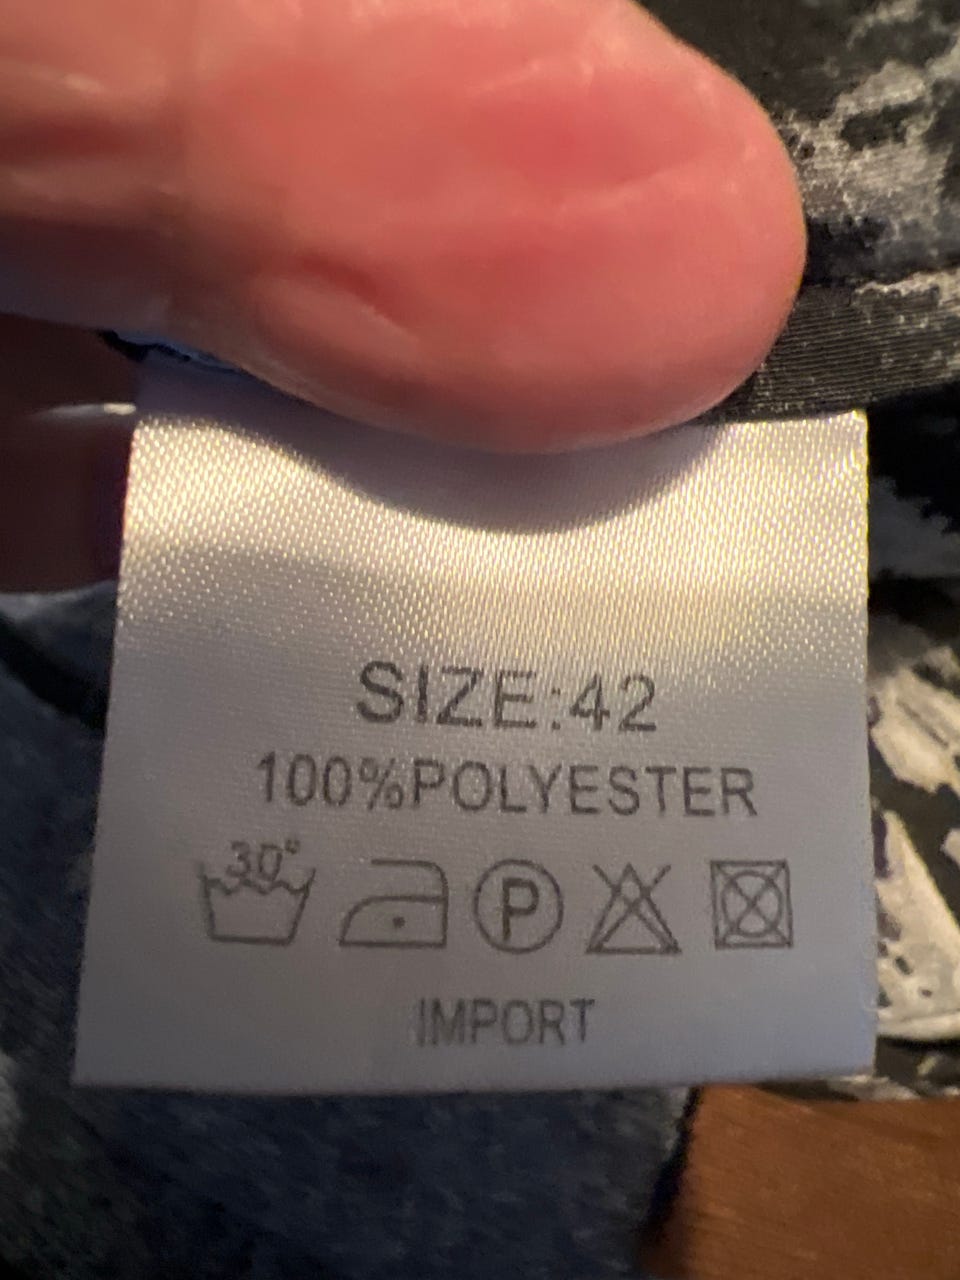 SIZE:42
100%POLYESTER
30°
P
IMPORT